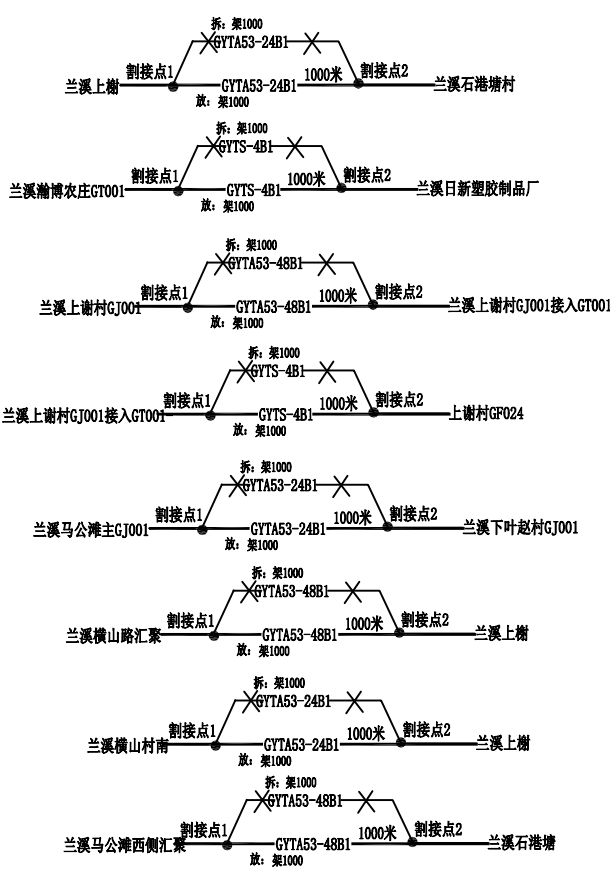 拆：架1000
GYTA53-24B1
割接点1 1000米 割接点2
兰溪上榭 GYTA53-24B1 兰溪石港塘村
放：架1000
拆：架1000
GYTS-4B1
割接点1 1000米 割接点2
兰溪瀚博农庄GT001 GYTS-4B1 兰溪日新塑胶制品厂
放：架1000
拆：架1000
GYTA53-48B1
割接点1 1000米 割接点2
兰溪上谢村GJ001 GYTA53-48B1 兰溪上谢村GJ001接入GT001
放：架1000
拆：架1000
GYTS-4B1
割接点1 1000米 割接点2
兰溪上谢村GJ001接入GT001 GYTS-4B1 上谢村GF024
放：架1000
拆：架1000
GYTA53-24B1
割接点1 1000米 割接点2
兰溪马公滩主GJ001 GYTA53-24B1 兰溪下叶赵村GJ001
放：架1000
拆：架1000
GYTA53-48B1
割接点1 1000米 割接点2
兰溪横山路汇聚 GYTA53-48B1 兰溪上榭
放：架1000
拆：架1000
GYTA53-24B1
割接点1 1000米 割接点2
兰溪横山村南 GYTA53-24B1 兰溪上榭
放：架1000
拆：架1000
GYTA53-48B1
割接点1 1000米 割接点2
兰溪马公滩西侧汇聚 GYTA53-48B1 兰溪石港塘
放：架1000